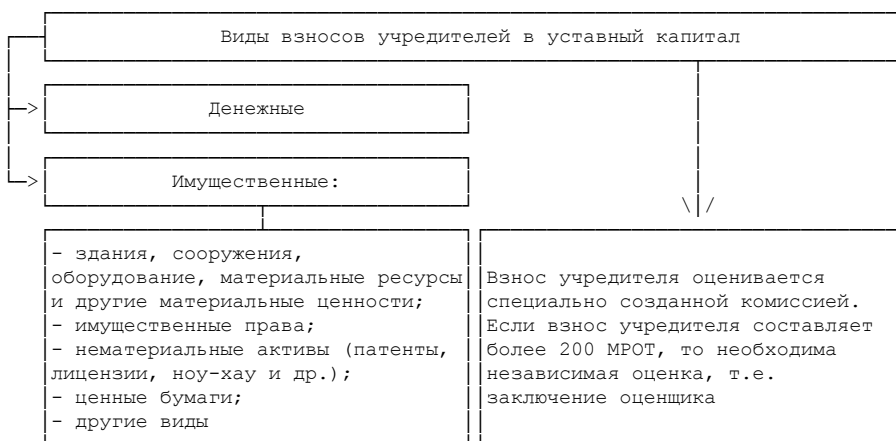 Виды взносов учредителей в уставный капитал
Денежные
Имущественные:
- здания, сооружения,
оборудование, материальные ресурсы
и другие материальные ценности;
- имущественные права;
- нематериальные активы (патенты,
лицензии, ноу-хау и др.);
- ценные бумаги;
- другие виды
Взнос учредителя оценивается
специально созданной комиссией.
Если взнос учредителя составляет
более 200 МРОТ, то необходима
независимая оценка, т.е.
заключение оценщика